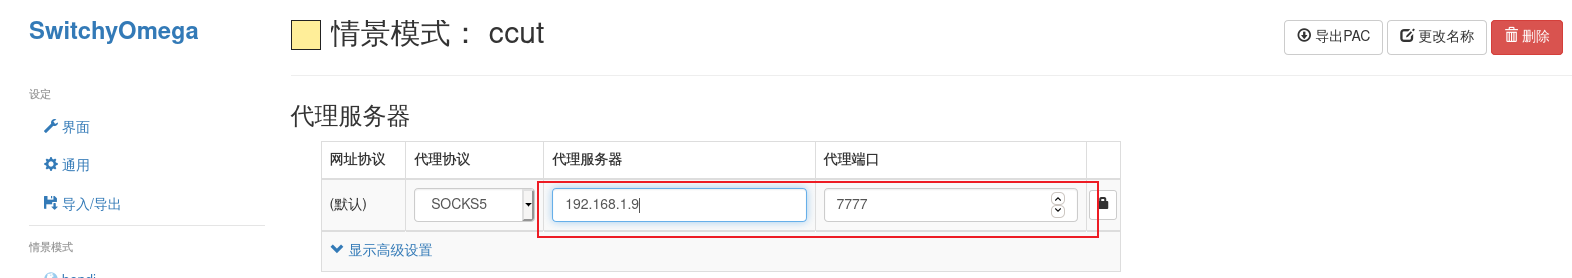 SwitchyOmega
情景模式： ccut
导出PAC
更改名称
删除
设定
界面
通用
导入/导出
情景模式
代理服务器
网址协议 代理协议 代理服务器 代理端口
(默认) SOCKS5 192.168.1.9 7777
显示高级设置